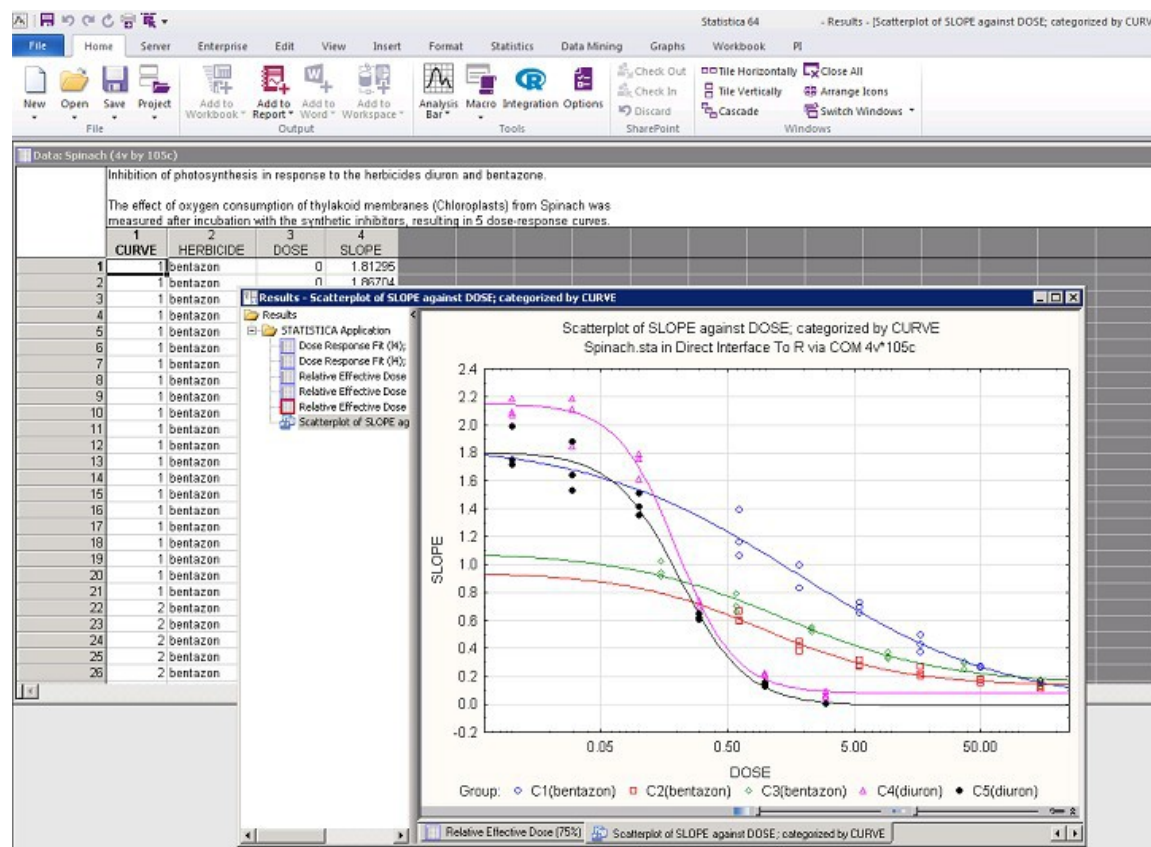 Statistica 64 - Results - [Scatterplot of SLOPE against DOSE; categorized by CURV
File Home Server Enterprise Edit View Insert Format Statistics Data Mining Graphs Workbook PI
New Open Save Project Add to Workbook Add to Report Add to Word Add to Workspace Analysis Bar Macro Integration Options Check Out Check In Discard Tile Horizontally Tile Vertically Cascade Close All Arrange Icons Switch Windows
File Output Tools SharePoint Windows
Data: Spinach (4v by 105c)
Inhibition of photosynthesis in response to the herbicides diuron and bentazone.
The effect of oxygen consumption of thylakoid membranes (Chloroplasts) from Spinach was
measured after incubation with the synthetic inhibitors, resulting in 5 dose-response curves.
1 2 3 4
CURVE HERBICIDE DOSE SLOPE
1 1 bentazon 0 1.81295
2 1 bentazon 0 1.86704
3 1 bentazon
4 1 bentazon
5 1 bentazon
6 1 bentazon
7 1 bentazon
8 1 bentazon
9 1 bentazon
10 1 bentazon
11 1 bentazon
12 1 bentazon
13 1 bentazon
14 1 bentazon
15 1 bentazon
16 1 bentazon
17 1 bentazon
18 1 bentazon
19 1 bentazon
20 1 bentazon
21 1 bentazon
22 2 bentazon
23 2 bentazon
24 2 bentazon
25 2 bentazon
26 2 bentazon
Results - Scatterplot of SLOPE against DOSE; categorized by CURVE
Results
STATISTICA Application
Dose Response Fit (l4);
Dose Response Fit (l4);
Relative Effective Dose
Relative Effective Dose
Relative Effective Dose
Scatterplot of SLOPE ag
Scatterplot of SLOPE against DOSE; categorized by CURVE
Spinach.sta in Direct Interface To R via COM 4v*105c
2.4
2.2
2.0
1.8
1.6
1.4
1.2
1.0
0.8
0.6
0.4
0.2
0.0
-0.2
SLOPE
0.05 0.50 5.00 50.00
DOSE
Group: C1(bentazon) C2(bentazon) C3(bentazon) C4(diuron) C5(diuron)
Relative Effective Dose (75%) Scatterplot of SLOPE against DOSE; categorized by CURVE